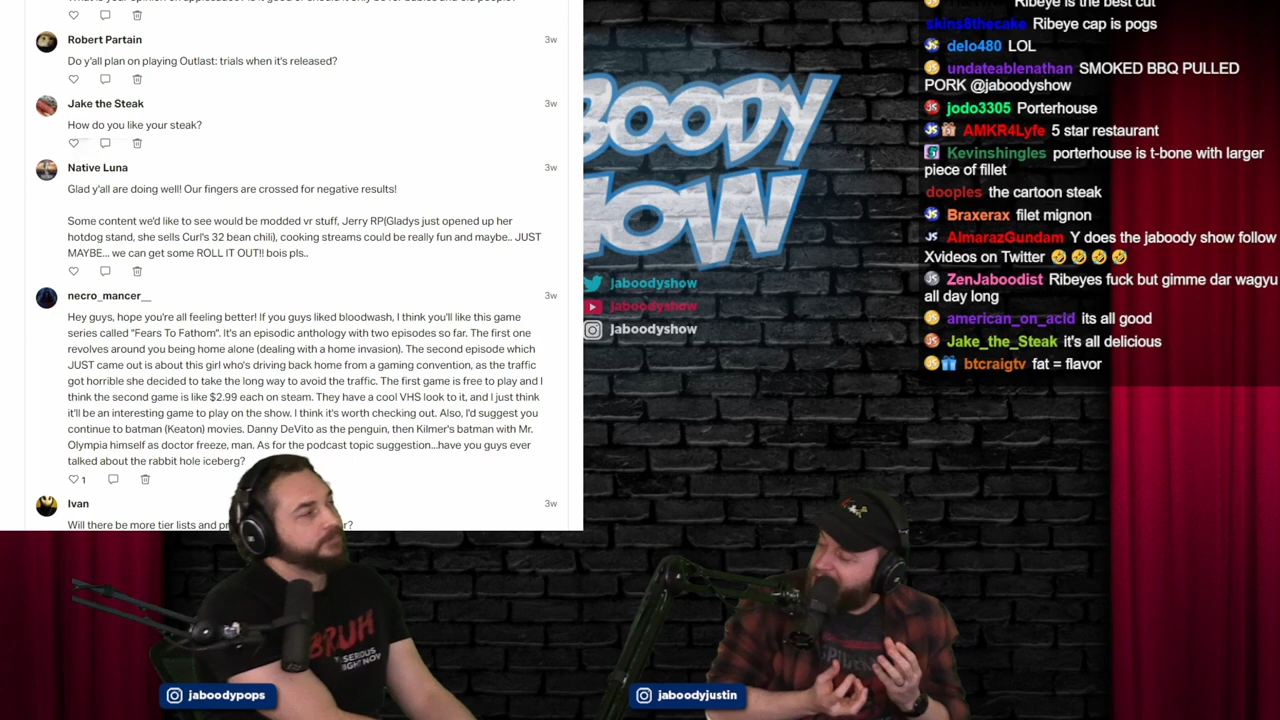 Robert Partain
3w
Do y'all plan on playing Outlast: trials when it's released?
Jake the Steak
3w
How do you like your steak?
Native Luna
3w
Glad y'all are doing well! Our fingers are crossed for negative results!
Some content we'd like to see would be modded vr stuff, Jerry RP(Gladys just opened up her
hotdog stand, she sells Curl's 32 bean chili), cooking streams could be really fun and maybe.. JUST
MAYBE... we can get some ROLL IT OUT!! bois pls..
necro_mancer__
3w
Hey guys, hope you're all feeling better! If you guys liked bloodwash, I think you'll like this game
series called "Fears To Fathom". It's an episodic anthology with two episodes so far. The first one
revolves around you being home alone (dealing with a home invasion). The second episode which
JUST came out is about this girl who's driving back home from a gaming convention, as the traffic
got horrible she decided to take the long way to avoid the traffic. The first game is free to play and I
think the second game is like $2.99 each on steam. They have a cool VHS look to it, and I just think
it'll be an interesting game to play on the show. I think it's worth checking out. Also, I'd suggest you
continue to batman (Keaton) movies. Danny DeVito as the penguin, then Kilmer's batman with Mr.
Olympia himself as doctor freeze, man. As for the podcast topic suggestion...have you guys ever
talked about the rabbit hole iceberg?
1
Ivan
3w
Will there be more tier lists and
BOODY
HOW
jaboodyshow
jaboodyshow
jaboodyshow
Ribeye is the best cut
skins8thecake Ribeye cap is pogs
delo480 LOL
undateablenathan SMOKED BBQ PULLED
PORK @jaboodyshow
jodo3305 Porterhouse
AMKR4Lyfe 5 star restaurant
Kevinshingles porterhouse is t-bone with larger
piece of fillet
dooples the cartoon steak
Braxerax filet mignon
AlmarazGundam Y does the jaboody show follow
Xvideos on Twitter 🤣🤣🤣🤣
ZenJaboodist Ribeyes fuck but gimme dar wagyu
all day long
american_on_acid its all good
Jake_the_Steak it's all delicious
btcraigtv fat = flavor
BRUH
SERIOUS
RIGHT NOW
jaboodypops
jaboodyjustin